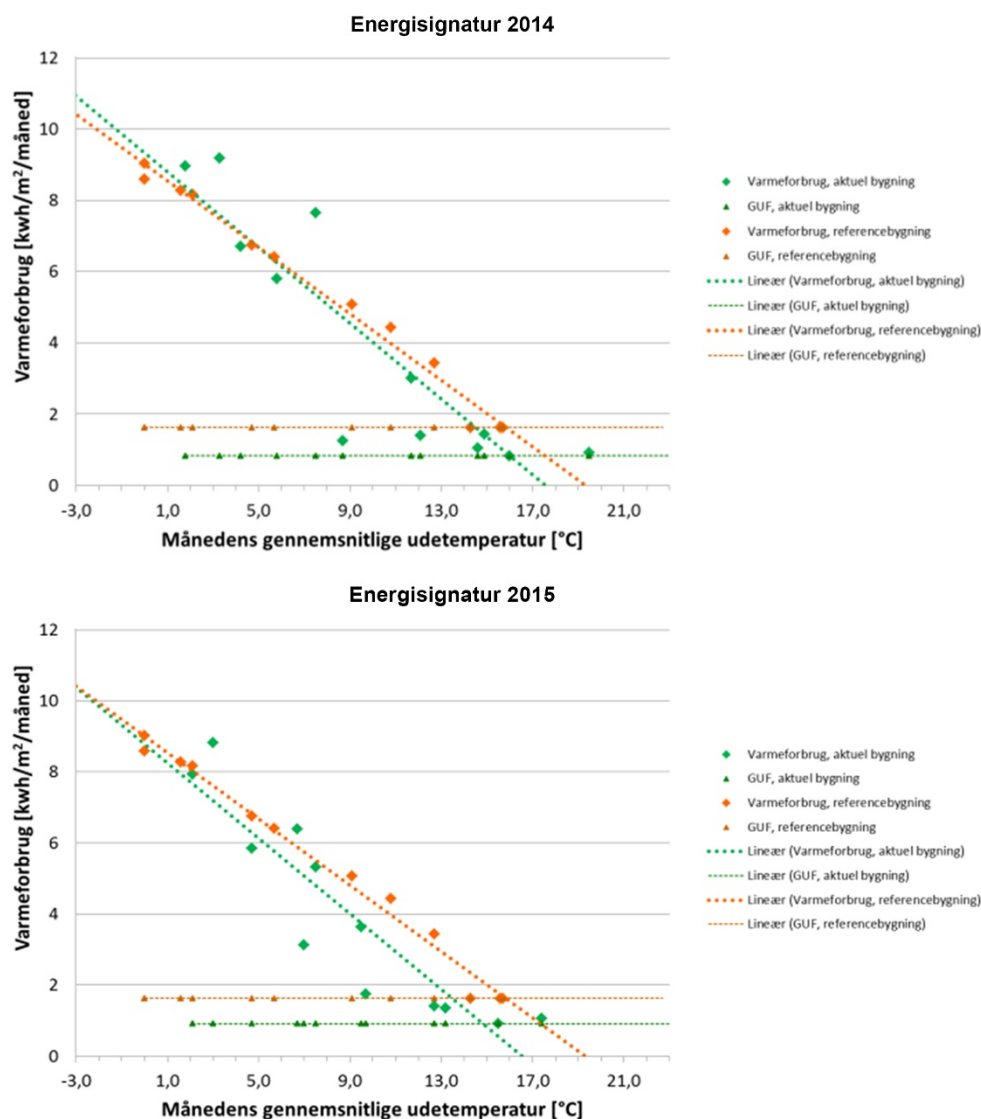 Energisignatur 2014
Varmeforbrug [kwh/m²/måned]
12
10
8
6
4
2
0
-3,0 1,0 5,0 9,0 13,0 17,0 21,0
Månedens gennemsnitlige udetemperatur [°C]
Varmeforbrug, aktuel bygning
GUF, aktuel bygning
Varmeforbrug, referencebygning
GUF, referencebygning
Lineær (Varmeforbrug, aktuel bygning)
Lineær (GUF, aktuel bygning)
Lineær (Varmeforbrug, referencebygning)
Lineær (GUF, referencebygning)
Energisignatur 2015
Varmeforbrug [kwh/m²/måned]
12
10
8
6
4
2
0
-3,0 1,0 5,0 9,0 13,0 17,0 21,0
Månedens gennemsnitlige udetemperatur [°C]
Varmeforbrug, aktuel bygning
GUF, aktuel bygning
Varmeforbrug, referencebygning
GUF, referencebygning
Lineær (Varmeforbrug, aktuel bygning)
Lineær (GUF, aktuel bygning)
Lineær (Varmeforbrug, referencebygning)
Lineær (GUF, referencebygning)